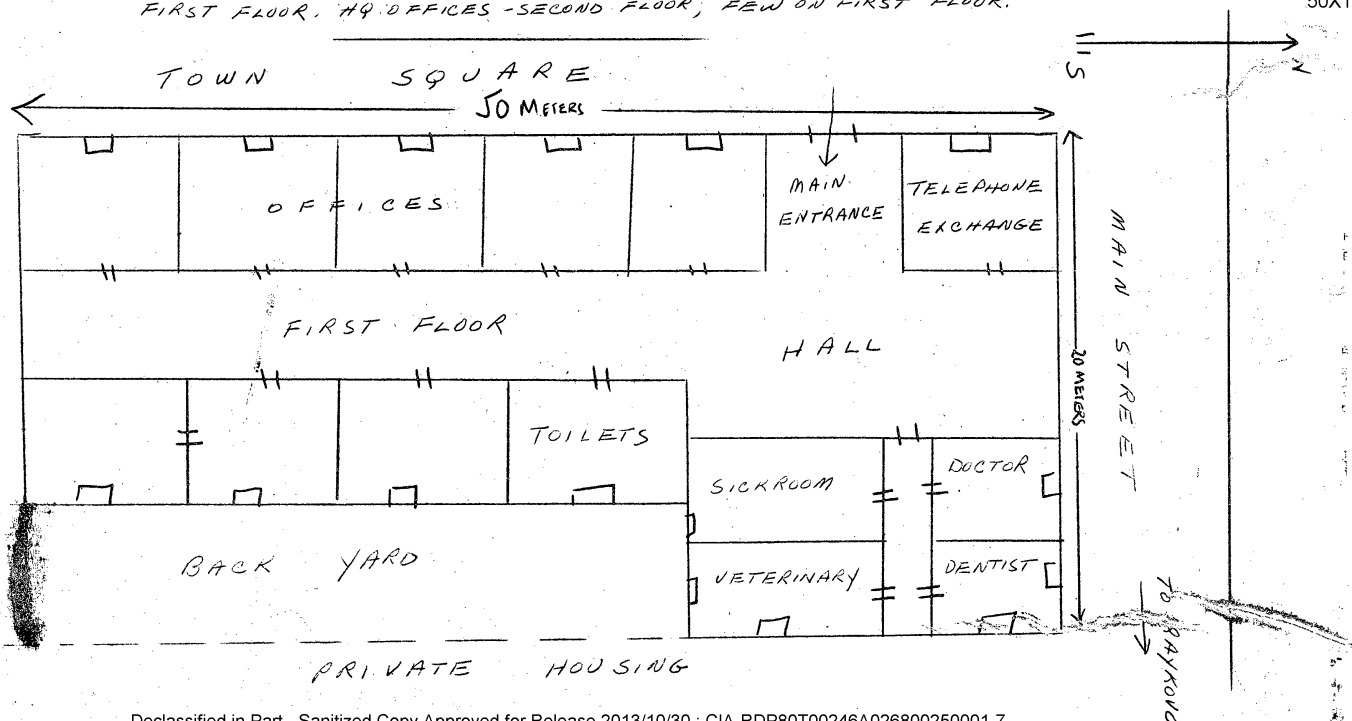 FIRST FLOOR. HQ OFFICES - SECOND FLOOR, FEW ON FIRST FLOOR.
50X1
S
TOWN SQUARE
50 METERS
OFFICES
MAIN ENTRANCE
TELEPHONE EXCHANGE
MAIN STREET
FIRST FLOOR
HALL
20 METERS
TOILETS
SICKROOM
DOCTOR
BACK YARD
VETERINARY
DENTIST
PRIVATE HOUSING
Declassified in Part - Sanitized Copy Approved for Release 2013/10/30 : CIA-RDP80T00246A026800250001-7